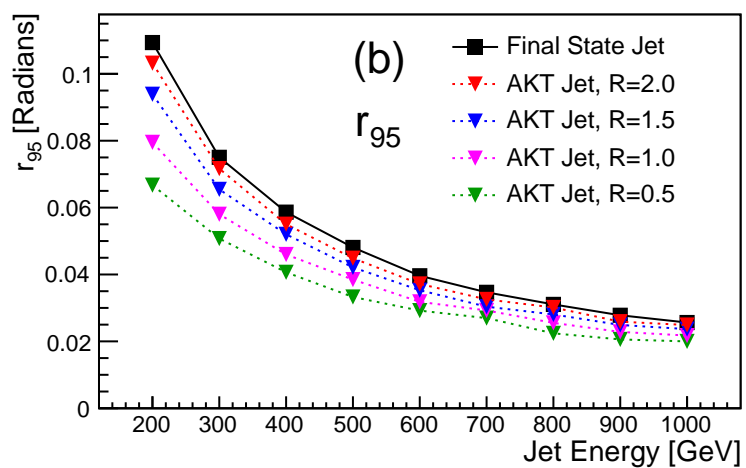 (b)
r95
Final State Jet
AKT Jet, R=2.0
AKT Jet, R=1.5
AKT Jet, R=1.0
AKT Jet, R=0.5
r95 [Radians]
0.1
0.08
0.06
0.04
0.02
0
200 300 400 500 600 700 800 900 1000
Jet Energy [GeV]